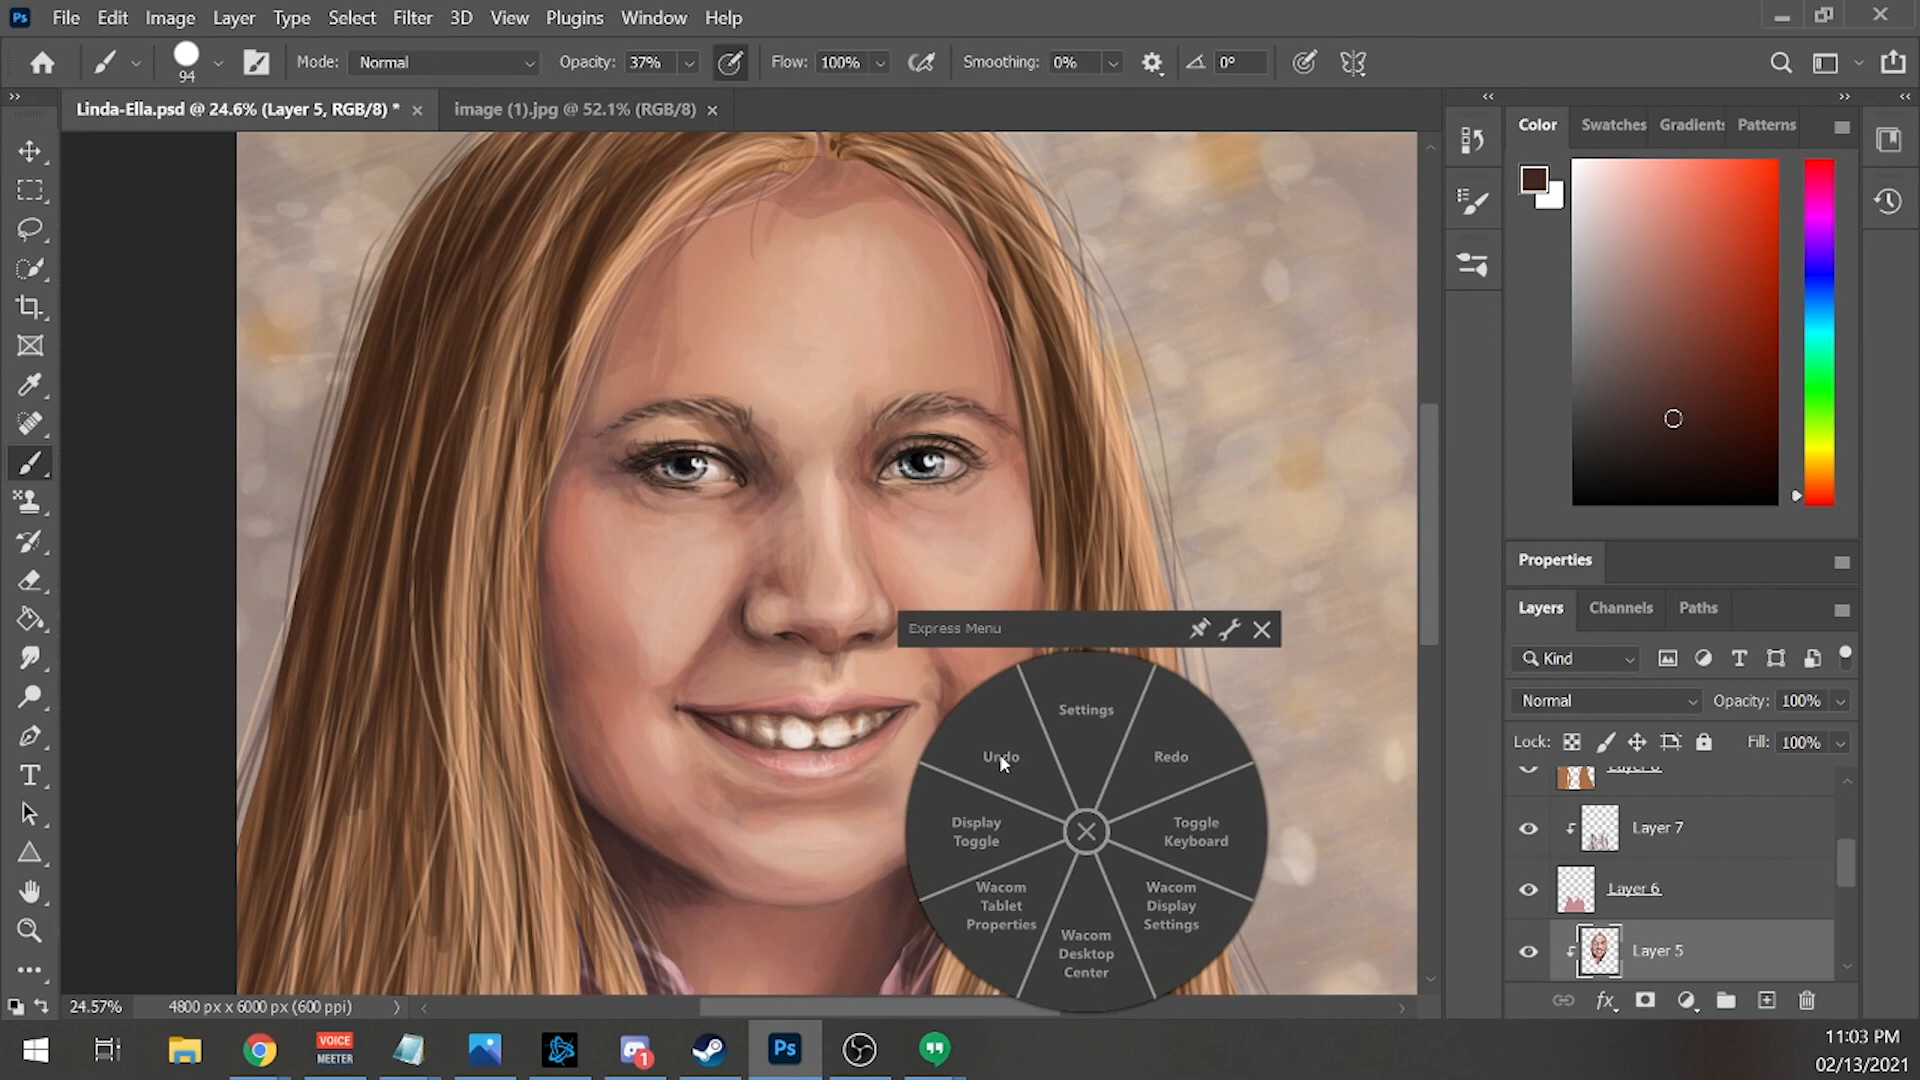 Ps File Edit Image Layer Type Select Filter 3D View Plugins Window Help
94 Mode: Normal Opacity: 37% Flow: 100% Smoothing: 0% 0°
Linda-Ella.psd @ 24.6% (Layer 5, RGB/8) * image (1).jpg @ 52.1% (RGB/8)
Color Swatches Gradients Patterns
Properties
Layers Channels Paths
Kind
Normal Opacity: 100%
Lock: Fill: 100%
Layer 7
Layer 6
Layer 5
Express Menu
Settings
Undo
Redo
Display
Toggle
Toggle
Keyboard
Wacom
Tablet
Properties
Wacom
Display
Settings
Wacom
Desktop
Center
24.57% 4800 px x 6000 px (600 ppi)
VOICE
MEETER
1
Ps
11:03 PM
02/13/2021